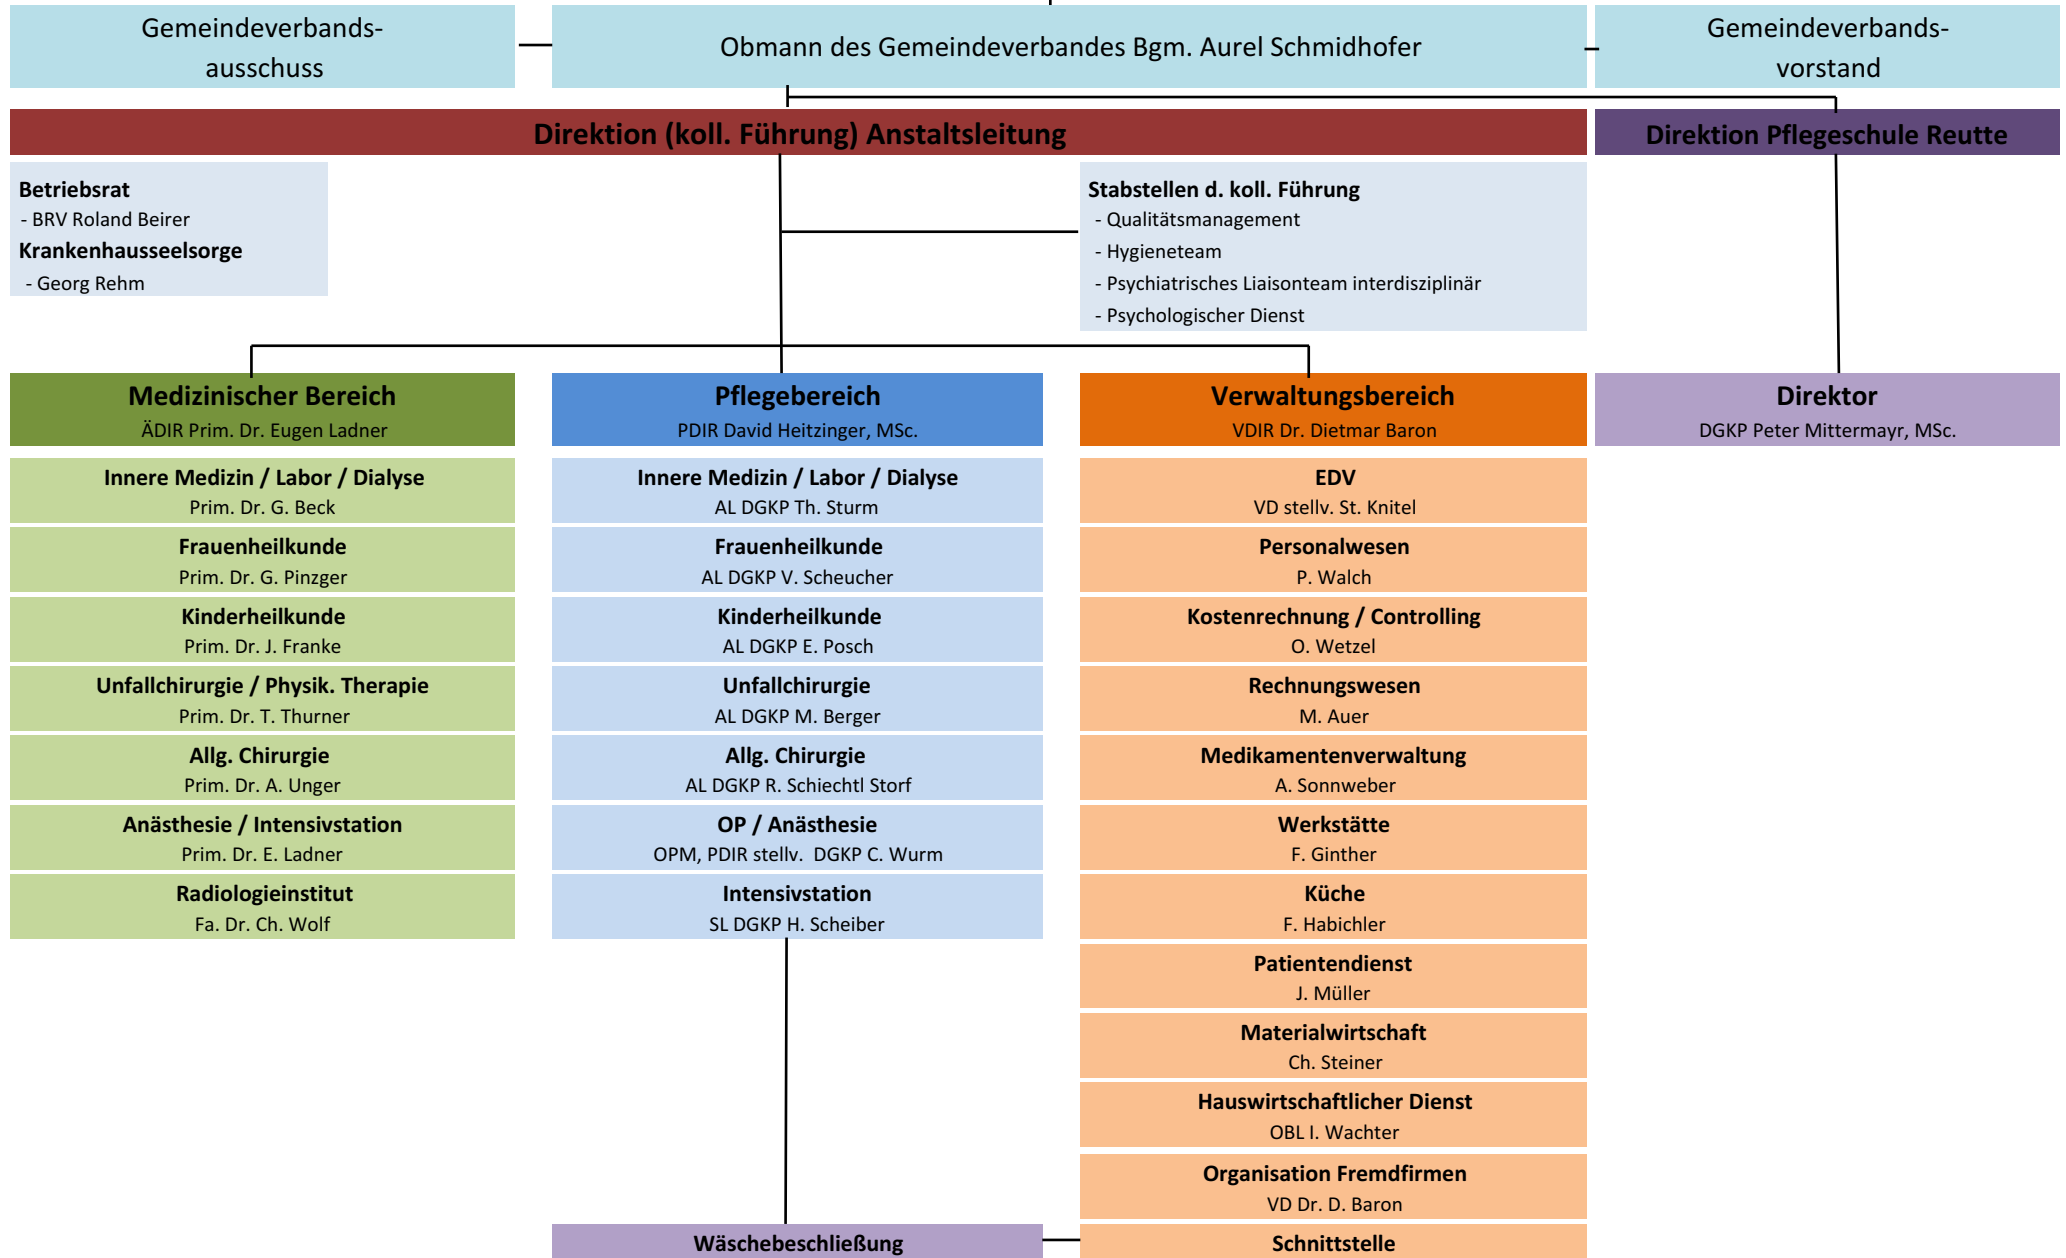 Gemeindeverbands-
ausschuss
Obmann des Gemeindeverbandes Bgm. Aurel Schmidhofer
Gemeindeverbands-
vorstand
Direktion (koll. Führung) Anstaltsleitung
Direktion Pflegeschule Reutte
Betriebsrat
- BRV Roland Beirer
Krankenhausseelsorge
- Georg Rehm
Stabstellen d. koll. Führung
- Qualitätsmanagement
- Hygieneteam
- Psychiatrisches Liaisonteam interdisziplinär
- Psychologischer Dienst
Medizinischer Bereich
ÄDIR Prim. Dr. Eugen Ladner
Innere Medizin / Labor / Dialyse
Prim. Dr. G. Beck
Frauenheilkunde
Prim. Dr. G. Pinzger
Kinderheilkunde
Prim. Dr. J. Franke
Unfallchirurgie / Physik. Therapie
Prim. Dr. T. Thurner
Allg. Chirurgie
Prim. Dr. A. Unger
Anästhesie / Intensivstation
Prim. Dr. E. Ladner
Radiologieinstitut
Fa. Dr. Ch. Wolf
Pflegebereich
PDIR David Heitzinger, MSc.
Innere Medizin / Labor / Dialyse
AL DGKP Th. Sturm
Frauenheilkunde
AL DGKP V. Scheucher
Kinderheilkunde
AL DGKP E. Posch
Unfallchirurgie
AL DGKP M. Berger
Allg. Chirurgie
AL DGKP R. Schiechtl Storf
OP / Anästhesie
OPM, PDIR stellv. DGKP C. Wurm
Intensivstation
SL DGKP H. Scheiber
Wäschebeschließung
Verwaltungsbereich
VDIR Dr. Dietmar Baron
EDV
VD stellv. St. Knitel
Personalwesen
P. Walch
Kostenrechnung / Controlling
O. Wetzel
Rechnungswesen
M. Auer
Medikamentenverwaltung
A. Sonnweber
Werkstätte
F. Ginther
Küche
F. Habichler
Patientendienst
J. Müller
Materialwirtschaft
Ch. Steiner
Hauswirtschaftlicher Dienst
OBL I. Wachter
Organisation Fremdfirmen
VD Dr. D. Baron
Schnittstelle
Direktor
DGKP Peter Mittermayr, MSc.